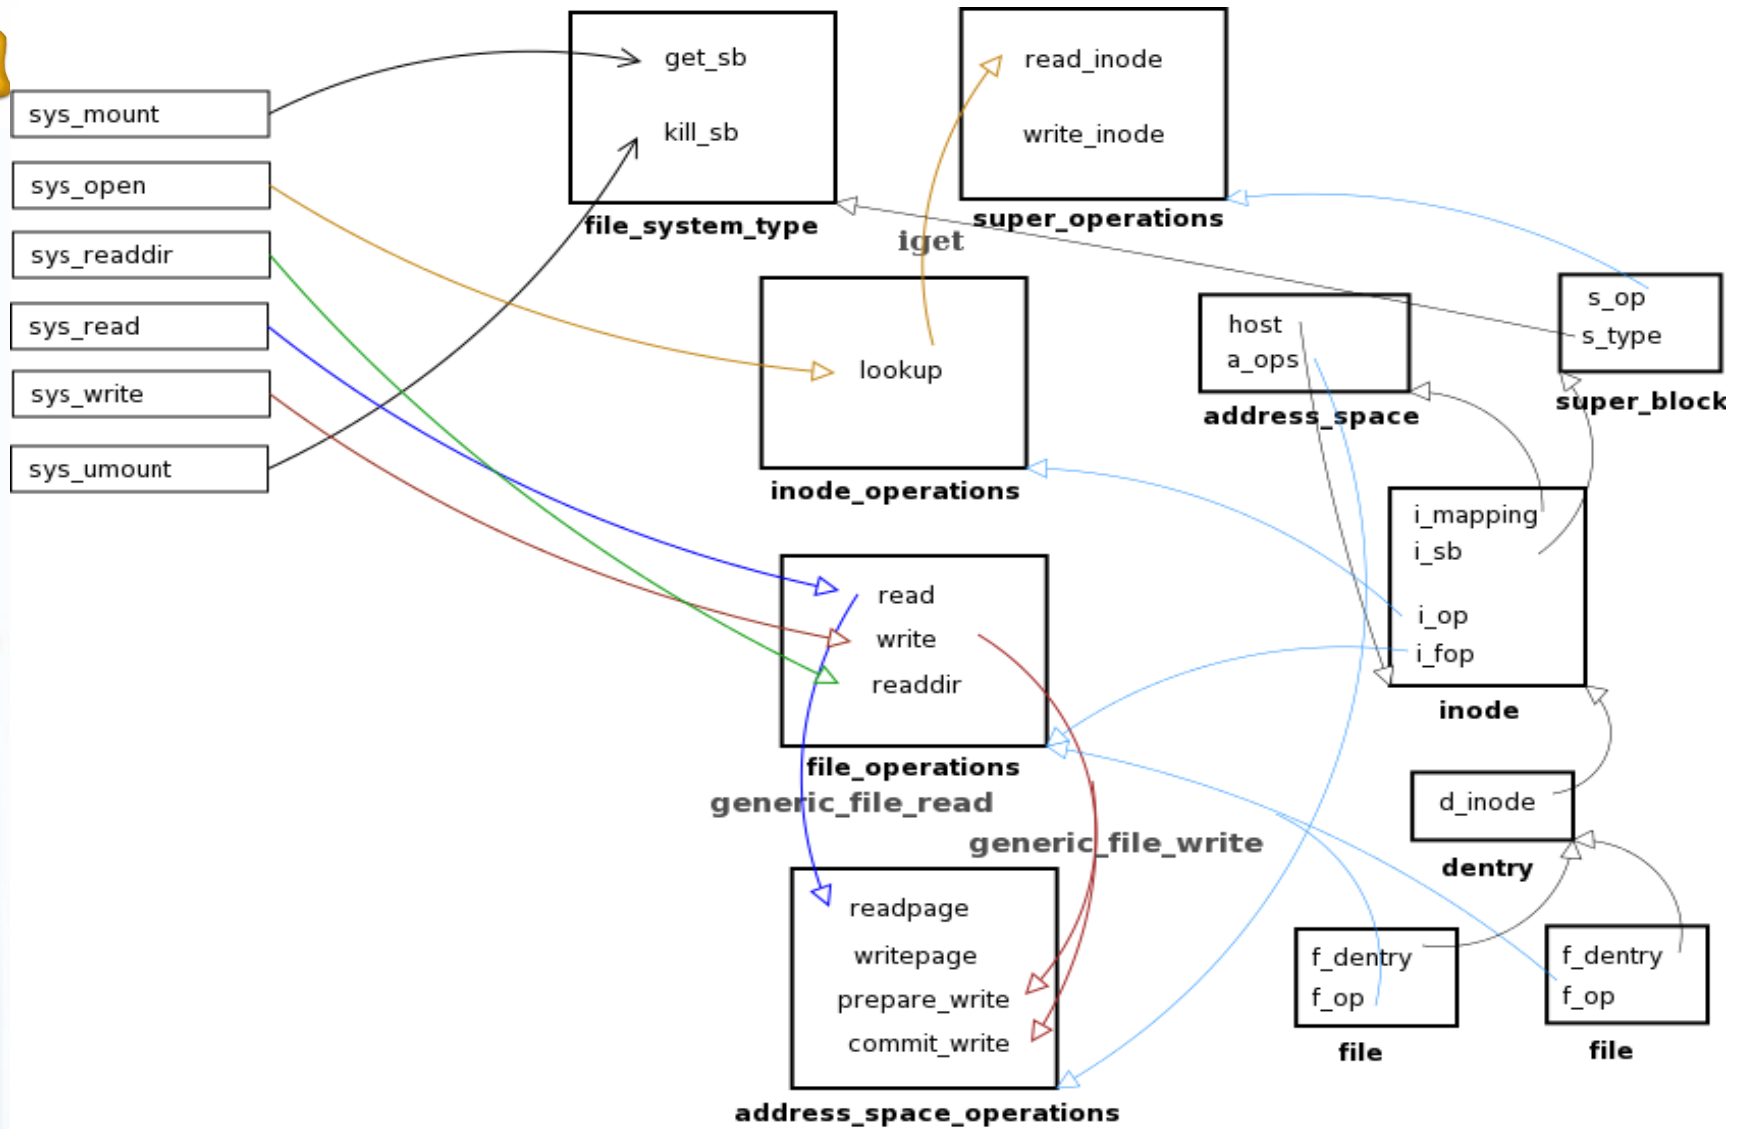 sys_mount
sys_open
sys_readdir
sys_read
sys_write
sys_umount
get_sb
kill_sb
file_system_type
read_inode
write_inode
super_operations
iget
lookup
inode_operations
host
a_ops
address_space
s_op
s_type
super_block
i_mapping
i_sb
i_op
i_fop
inode
read
write
readdir
file_operations
generic_file_read
generic_file_write
d_inode
dentry
readpage
writepage
prepare_write
commit_write
address_space_operations
f_dentry
f_op
file
f_dentry
f_op
file